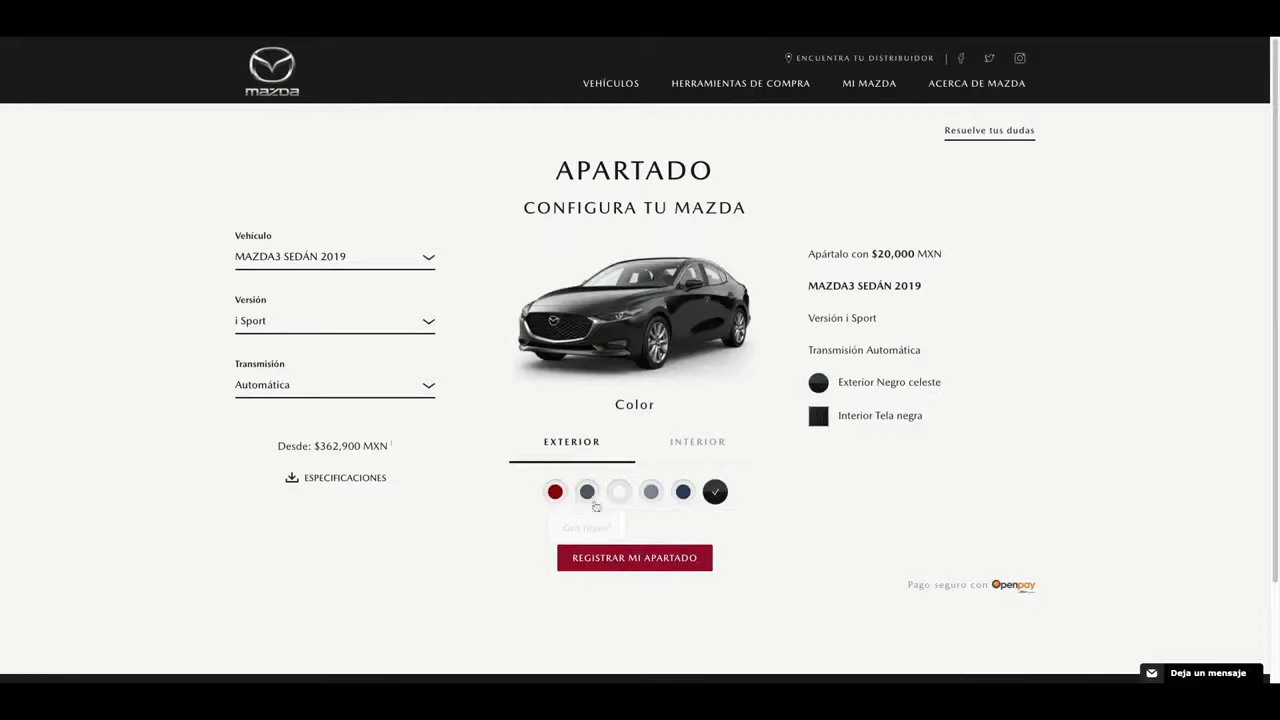 ENCUENTRA TU DISTRIBUIDOR
mazda
VEHÍCULOS HERRAMIENTAS DE COMPRA MI MAZDA ACERCA DE MAZDA
Resuelve tus dudas
APARTADO
CONFIGURA TU MAZDA
Vehículo
MAZDA3 SEDÁN 2019
Versión
i Sport
Transmisión
Automática
Desde: $362,900 MXN 1
ESPECIFICACIONES
Color
EXTERIOR INTERIOR
Gris titanio
REGISTRAR MI APARTADO
Apártalo con $20,000 MXN
MAZDA3 SEDÁN 2019
Versión i Sport
Transmisión Automática
Exterior Negro celeste
Interior Tela negra
Pago seguro con Openpay
Deja un mensaje